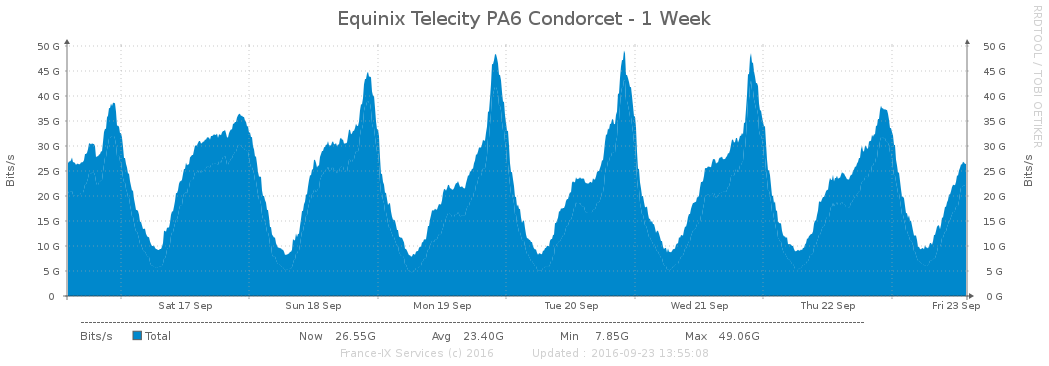 Equinix Telecity PA6 Condorcet - 1 Week
RRDTOOL / TOBI OETIKER
Bits/s
50 G 50 G
45 G 45 G
40 G 40 G
35 G 35 G
30 G 30 G
25 G 25 G
20 G 20 G
15 G 15 G
10 G 10 G
5 G 5 G
0 0 G
Bits/s
Sat 17 Sep Sun 18 Sep Mon 19 Sep Tue 20 Sep Wed 21 Sep Thu 22 Sep Fri 23 Sep
Bits/s Total Now 26.55G Avg 23.40G Min 7.85G Max 49.06G
France-IX Services (c) 2016 Updated : 2016-09-23 13:55:08